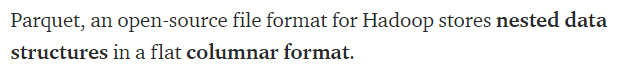 Parquet, an open-source file format for Hadoop stores nested data
structures in a flat columnar format.